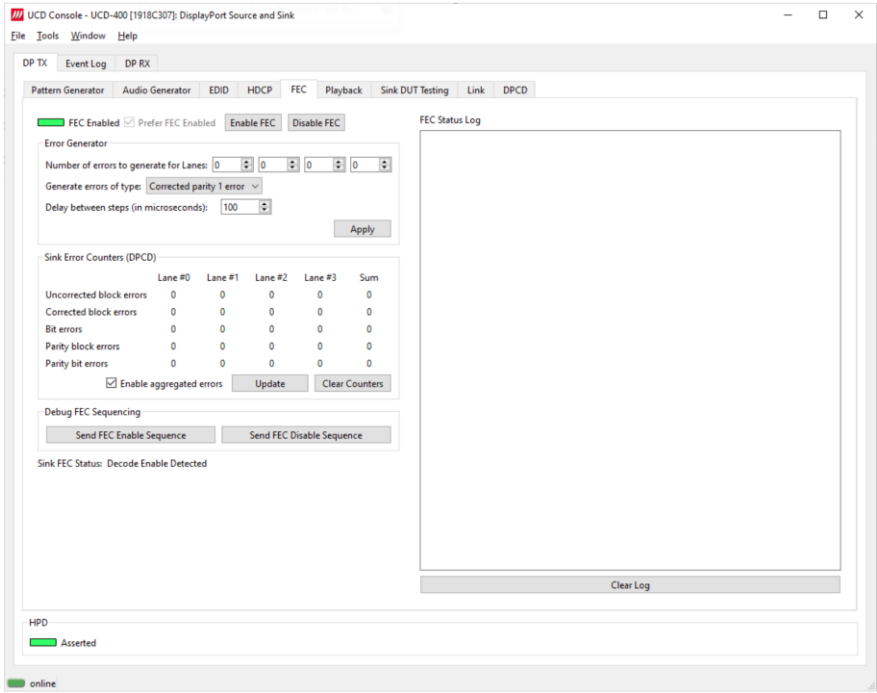 UCD Console - UCD-400 [1918C307]: DisplayPort Source and Sink
File Tools Window Help
DP TX Event Log DP RX
Pattern Generator Audio Generator EDID HDCP FEC Playback Sink DUT Testing Link DPCD
FEC Enabled Prefer FEC Enabled Enable FEC Disable FEC
FEC Status Log
Error Generator
Number of errors to generate for Lanes: 0 0 0 0
Generate errors of type: Corrected parity 1 error
Delay between steps (in microseconds): 100
Apply
Sink Error Counters (DPCD)
Lane #0 Lane #1 Lane #2 Lane #3 Sum
Uncorrected block errors 0 0 0 0 0
Corrected block errors 0 0 0 0 0
Bit errors 0 0 0 0 0
Parity block errors 0 0 0 0 0
Parity bit errors 0 0 0 0 0
Enable aggregated errors Update Clear Counters
Debug FEC Sequencing
Send FEC Enable Sequence Send FEC Disable Sequence
Sink FEC Status: Decode Enable Detected
Clear Log
HPD
Asserted
online